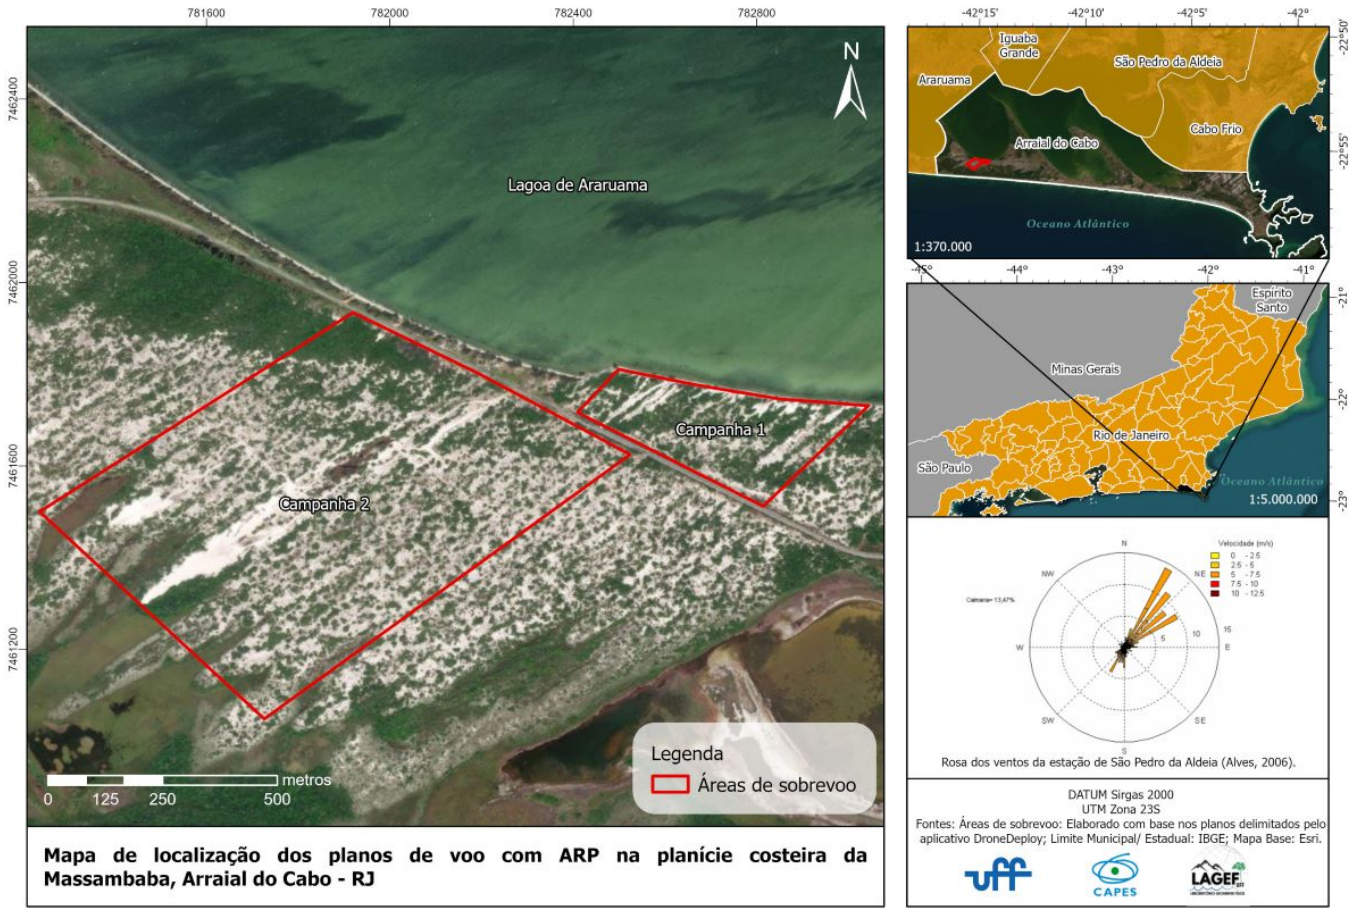 781600
782000
782400
782800
7462400
7462000
7461600
7461200
N
Lagoa de Araruama
Campanha 1
Campanha 2
Legenda
Áreas de sobrevoo
metros
0
125
250
500
Mapa de localização dos planos de voo com ARP na planície costeira da
Massambaba, Arraial do Cabo - RJ
-42°15'
-42°10'
-42°5'
-42°
-22°50'
-22°55'
Iguaba
Grande
São Pedro da Aldeia
Araruama
Cabo Frio
Arraial do Cabo
Oceano Atlântico
1:370.000
-45°
-44°
-43°
-42°
-41°
-21°
-22°
-23°
Espírito
Santo
Minas Gerais
Rio de Janeiro
São Paulo
Oceano Atlântico
1:5.000.000
N
NE
E
SE
S
SW
W
NW
5
10
15
Calmaria= 13,47%
Velocidade (m/s)
0 - 2.5
2.5 - 5
5 - 7.5
7.5 - 10
10 - 12.5
Rosa dos ventos da estação de São Pedro da Aldeia (Alves, 2006).
DATUM Sirgas 2000
UTM Zona 23S
Fontes: Áreas de sobrevoo: Elaborado com base nos planos delimitados pelo
aplicativo DroneDeploy; Limite Municipal/ Estadual: IBGE; Mapa Base: Esri.
uff
CAPES
LAGEF
uff